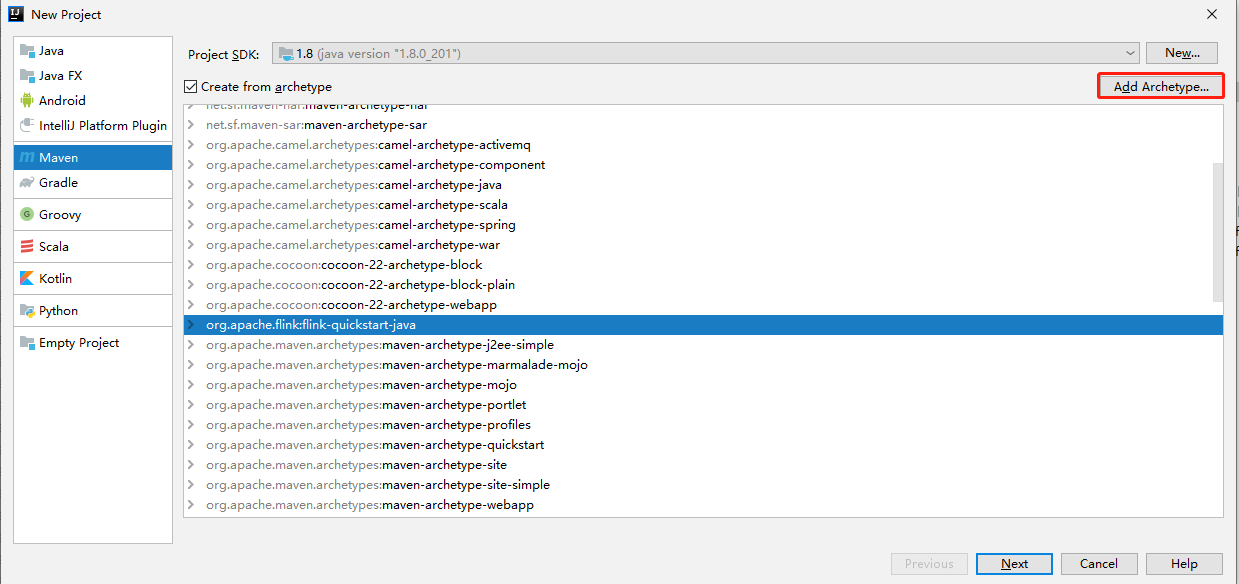 New Project
Java
Java FX
Android
IntelliJ Platform Plugin
Maven
Gradle
Groovy
Scala
Kotlin
Python
Empty Project
Project SDK: 1.8 (java version "1.8.0_201") New...
Create from archetype Add Archetype...
net.sf.maven-har:maven-archetype-har
net.sf.maven-sar:maven-archetype-sar
org.apache.camel.archetypes:camel-archetype-activemq
org.apache.camel.archetypes:camel-archetype-component
org.apache.camel.archetypes:camel-archetype-java
org.apache.camel.archetypes:camel-archetype-scala
org.apache.camel.archetypes:camel-archetype-spring
org.apache.camel.archetypes:camel-archetype-war
org.apache.cocoon:cocoon-22-archetype-block
org.apache.cocoon:cocoon-22-archetype-block-plain
org.apache.cocoon:cocoon-22-archetype-webapp
org.apache.flink:flink-quickstart-java
org.apache.maven.archetypes:maven-archetype-j2ee-simple
org.apache.maven.archetypes:maven-archetype-marmalade-mojo
org.apache.maven.archetypes:maven-archetype-mojo
org.apache.maven.archetypes:maven-archetype-portlet
org.apache.maven.archetypes:maven-archetype-profiles
org.apache.maven.archetypes:maven-archetype-quickstart
org.apache.maven.archetypes:maven-archetype-site
org.apache.maven.archetypes:maven-archetype-site-simple
org.apache.maven.archetypes:maven-archetype-webapp
Previous Next Cancel Help